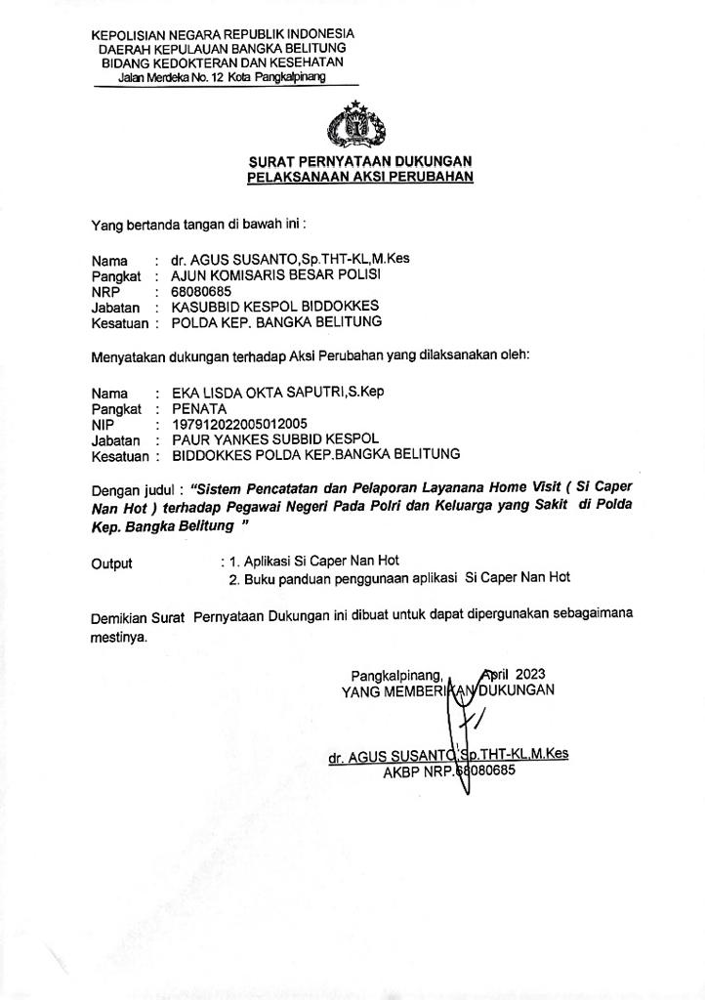 KEPOLISIAN NEGARA REPUBLIK INDONESIA
DAERAH KEPULAUAN BANGKA BELITUNG
BIDANG KEDOKTERAN DAN KESEHATAN
Jalan Merdeka No. 12 Kota Pangkalpinang
SURAT PERNYATAAN DUKUNGAN
PELAKSANAAN AKSI PERUBAHAN
Yang bertanda tangan di bawah ini :
Nama : dr. AGUS SUSANTO,Sp.THT-KL,M.Kes
Pangkat : AJUN KOMISARIS BESAR POLISI
NRP : 68080685
Jabatan : KASUBBID KESPOL BIDDOKKES
Kesatuan : POLDA KEP. BANGKA BELITUNG
Menyatakan dukungan terhadap Aksi Perubahan yang dilaksanakan oleh:
Nama : EKA LISDA OKTA SAPUTRI,S.Kep
Pangkat : PENATA
NIP : 197912022005012005
Jabatan : PAUR YANKES SUBBID KESPOL
Kesatuan : BIDDOKKES POLDA KEP.BANGKA BELITUNG
Dengan judul : “Sistem Pencatatan dan Pelaporan Layanana Home Visit ( Si Caper
Nan Hot ) terhadap Pegawai Negeri Pada Polri dan Keluarga yang Sakit di Polda
Kep. Bangka Belitung ”
Output : 1. Aplikasi Si Caper Nan Hot
2. Buku panduan penggunaan aplikasi Si Caper Nan Hot
Demikian Surat Pernyataan Dukungan ini dibuat untuk dapat dipergunakan sebagaimana
mestinya.
Pangkalpinang, April 2023
YANG MEMBERIKAN DUKUNGAN
dr. AGUS SUSANTO,Sp.THT-KL,M.Kes
AKBP NRP.68080685